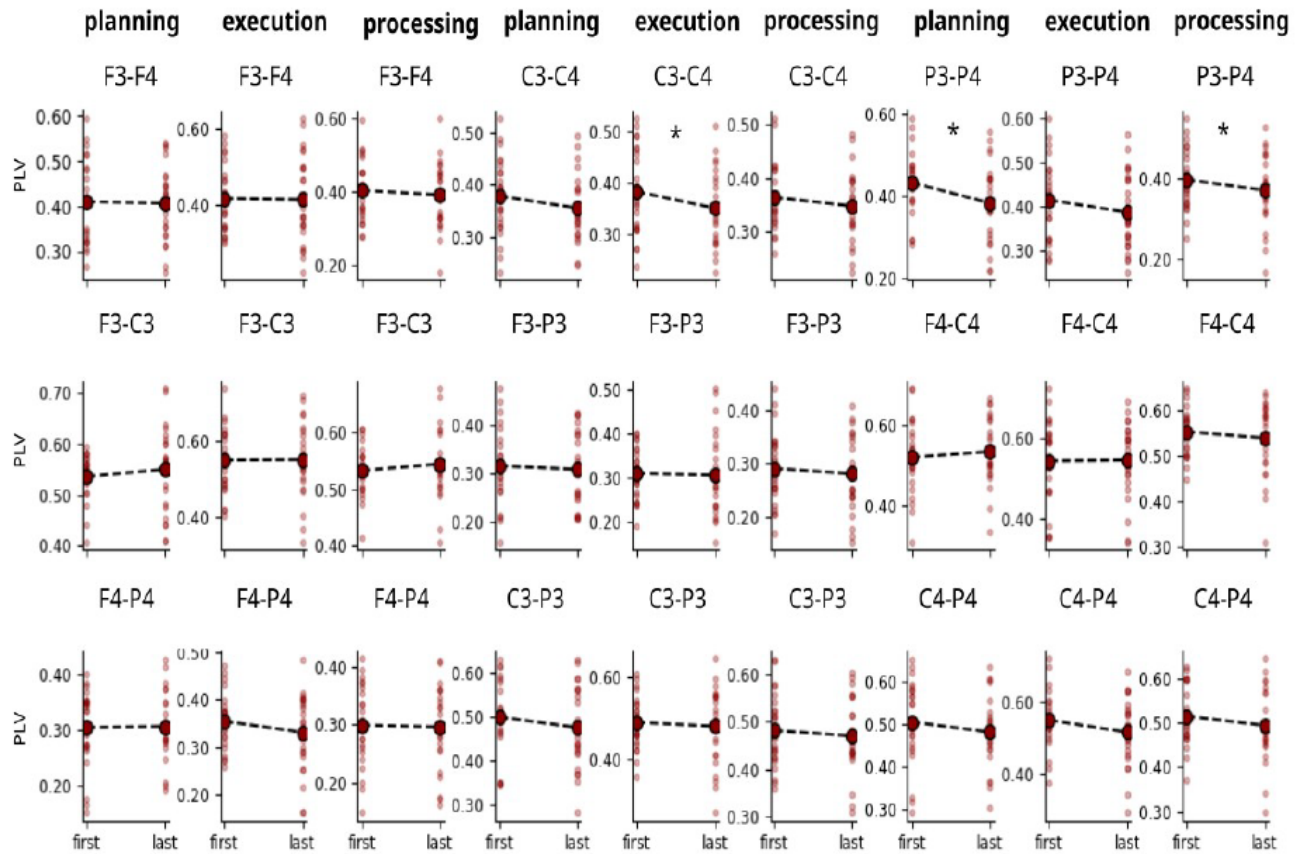 planning execution processing planning execution processing planning execution processing
F3-F4 F3-F4 F3-F4 C3-C4 C3-C4 C3-C4 P3-P4 P3-P4 P3-P4
PLV
0.60 0.50 0.40 0.30
0.60 0.40
0.60 0.40 0.20
0.50 0.40 0.30
0.50 0.40 0.30
*
0.50 0.40 0.30
0.60 0.40 0.20
*
0.60 0.50 0.40 0.30
0.40 0.20
*
F3-C3 F3-C3 F3-C3 F3-P3 F3-P3 F3-P3 F4-C4 F4-C4 F4-C4
PLV
0.70 0.60 0.50 0.40
0.60 0.40
0.60 0.50 0.40
0.40 0.30 0.20
0.50 0.40 0.30 0.20
0.40 0.30 0.20
0.60 0.40
0.60 0.40
0.60 0.50 0.40 0.30
F4-P4 F4-P4 F4-P4 C3-P3 C3-P3 C3-P3 C4-P4 C4-P4 C4-P4
PLV
0.40 0.30 0.20
0.50 0.40 0.30 0.20
0.40 0.30 0.20
0.60 0.50 0.40 0.30
0.60 0.40
0.60 0.50 0.40 0.30
0.60 0.50 0.40 0.30
0.60 0.40
0.60 0.50 0.40 0.30
first last first last first last first last first last first last first last first last first last